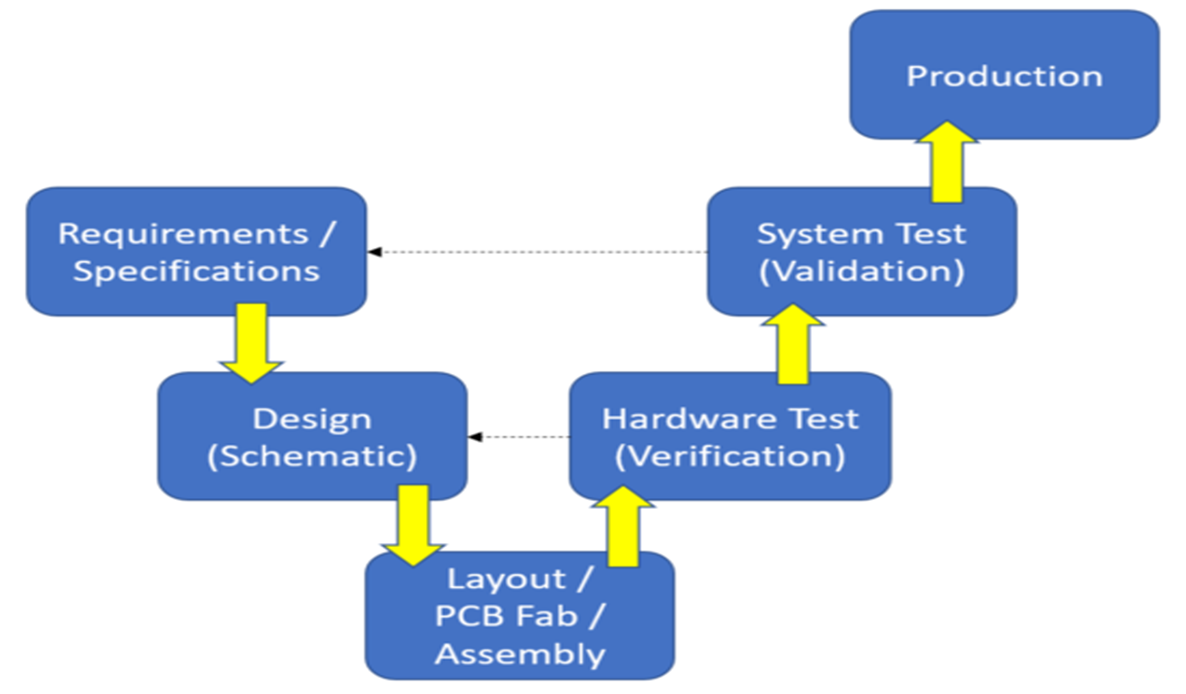 Production
Requirements /
Specifications
System Test
(Validation)
Design
(Schematic)
Hardware Test
(Verification)
Layout /
PCB Fab /
Assembly